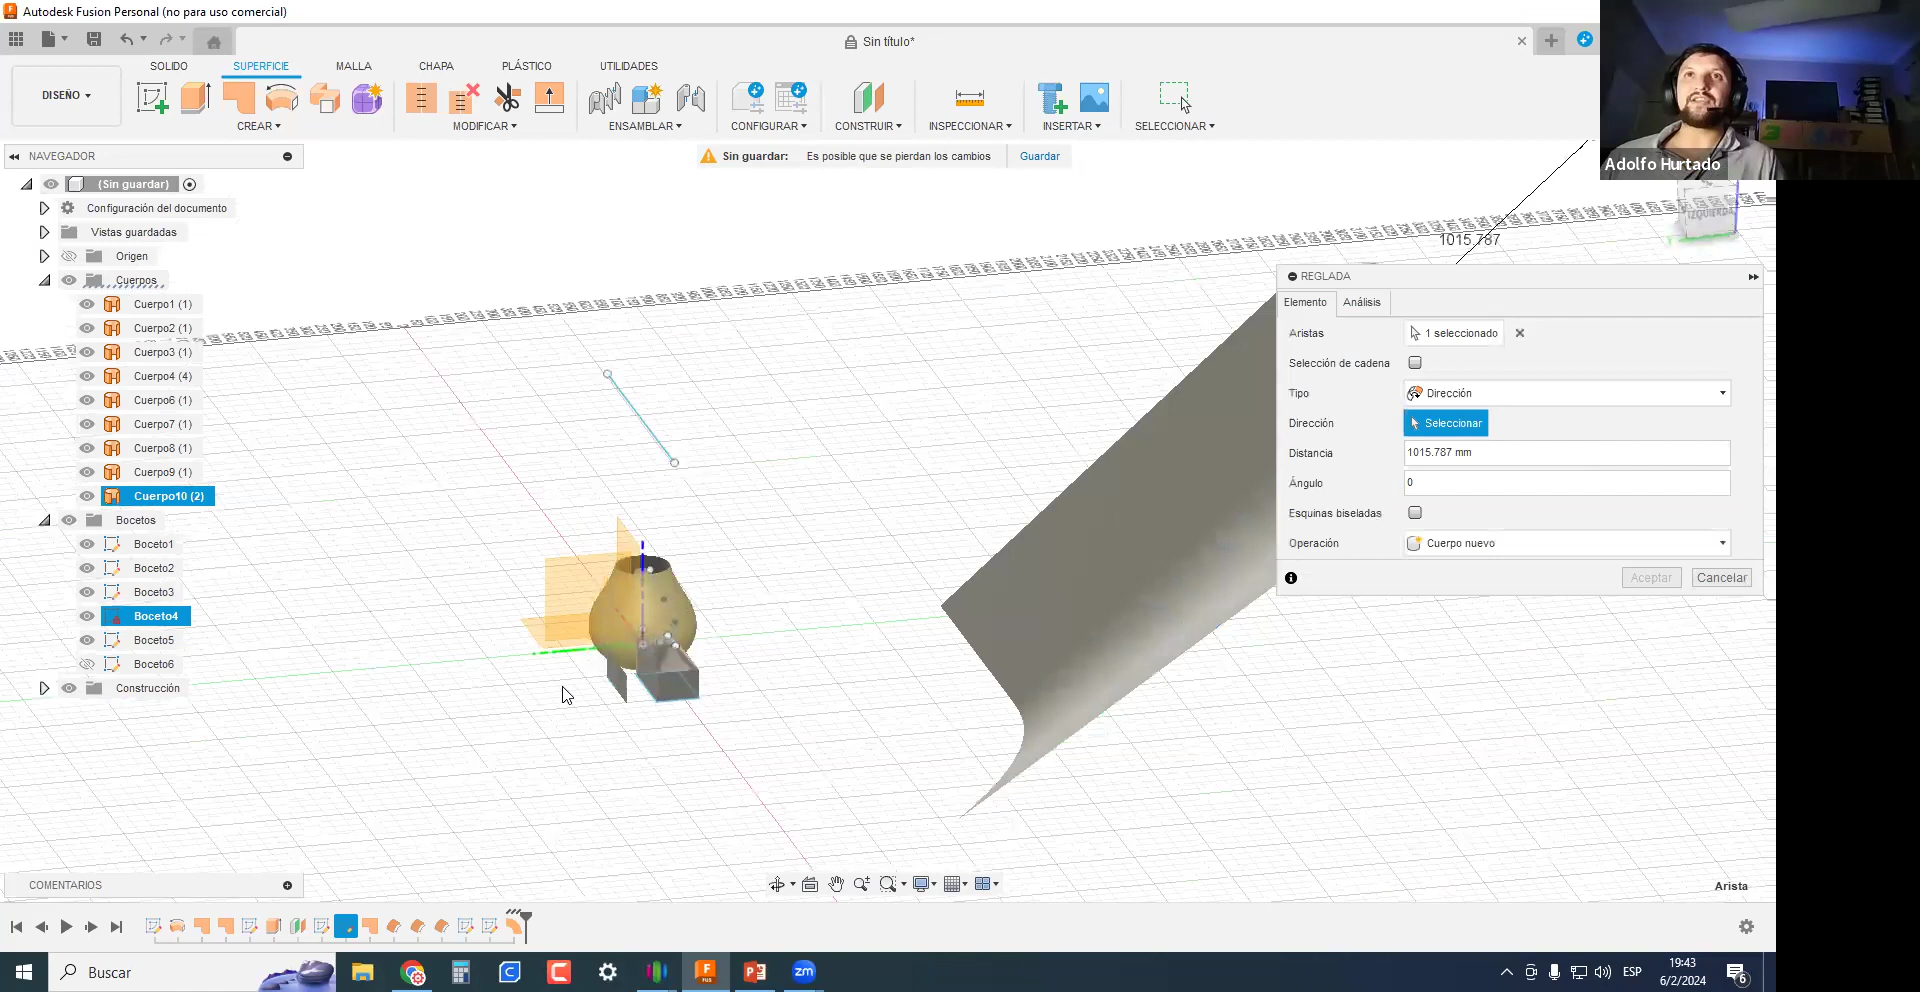 Autodesk Fusion Personal (no para uso comercial)
Sin título*
DISEÑO
SOLIDO
SUPERFICIE
MALLA
CHAPA
PLÁSTICO
UTILIDADES
CREAR
MODIFICAR
ENSAMBLAR
CONFIGURAR
CONSTRUIR
INSPECCIONAR
INSERTAR
SELECCIONAR
Adolfo Hurtado
NAVEGADOR
Sin guardar: Es posible que se pierdan los cambios Guardar
(Sin guardar)
Configuración del documento
Vistas guardadas
Origen
Cuerpos
Cuerpo1 (1)
Cuerpo2 (1)
Cuerpo3 (1)
Cuerpo4 (4)
Cuerpo6 (1)
Cuerpo7 (1)
Cuerpo8 (1)
Cuerpo9 (1)
Cuerpo10 (2)
Bocetos
Boceto1
Boceto2
Boceto3
Boceto4
Boceto5
Boceto6
Construcción
IZQUIERDA
1015.787
REGLADA
Elemento
Análisis
Aristas 1 seleccionado
Selección de cadena
Tipo Dirección
Dirección Seleccionar
Distancia 1015.787 mm
Ángulo 0
Esquinas biseladas
Operación Cuerpo nuevo
Aceptar
Cancelar
COMENTARIOS
Arista
Buscar
ESP
19:43
6/2/2024
6